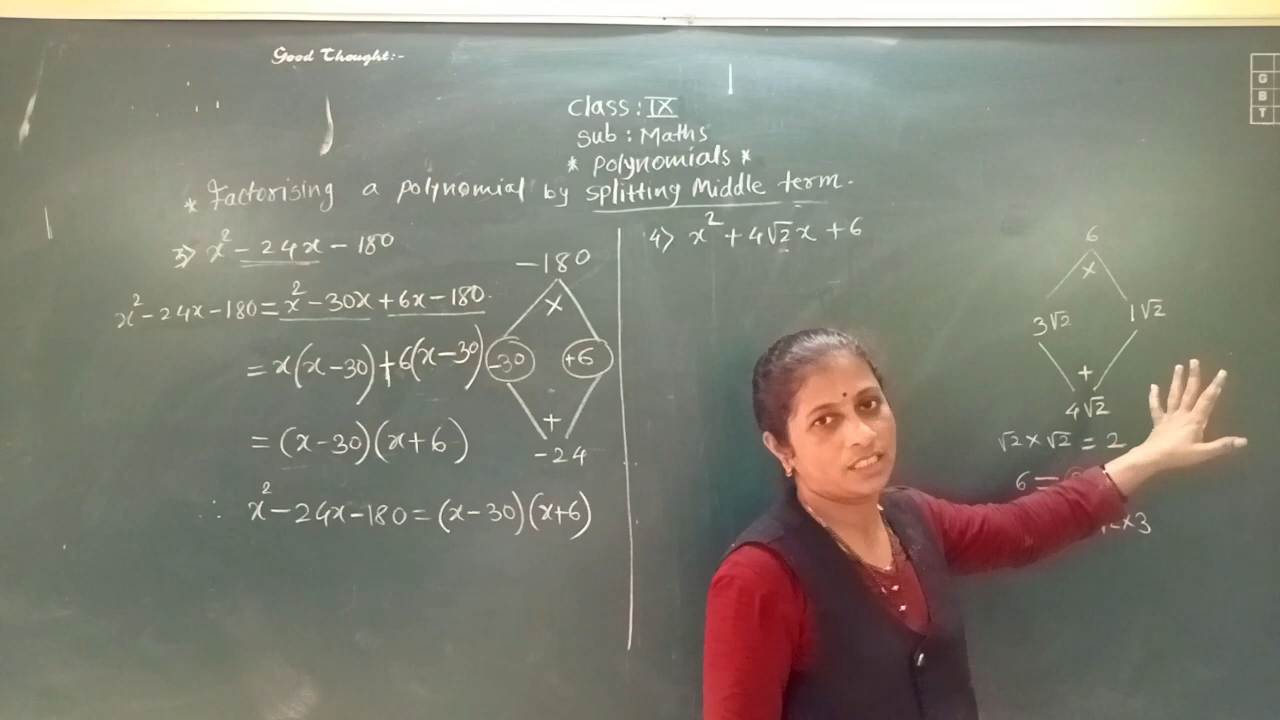 Good Thought:-
Class : IX
Sub : Maths
* Polynomials *
* Factorising a polynomial by splitting Middle term.
3> x² - 24x - 180
x² - 24x - 180 = x² - 30x + 6x - 180
= x(x - 30) + 6(x - 30)
= (x - 30)(x + 6)
∴ x² - 24x - 180 = (x - 30)(x + 6)
-180
×
-30 +6
+
-24
4> x² + 4√2x + 6
6
×
3√2 1√2
+
4√2
√2 × √2 = 2
6 =
×3
G
B
T